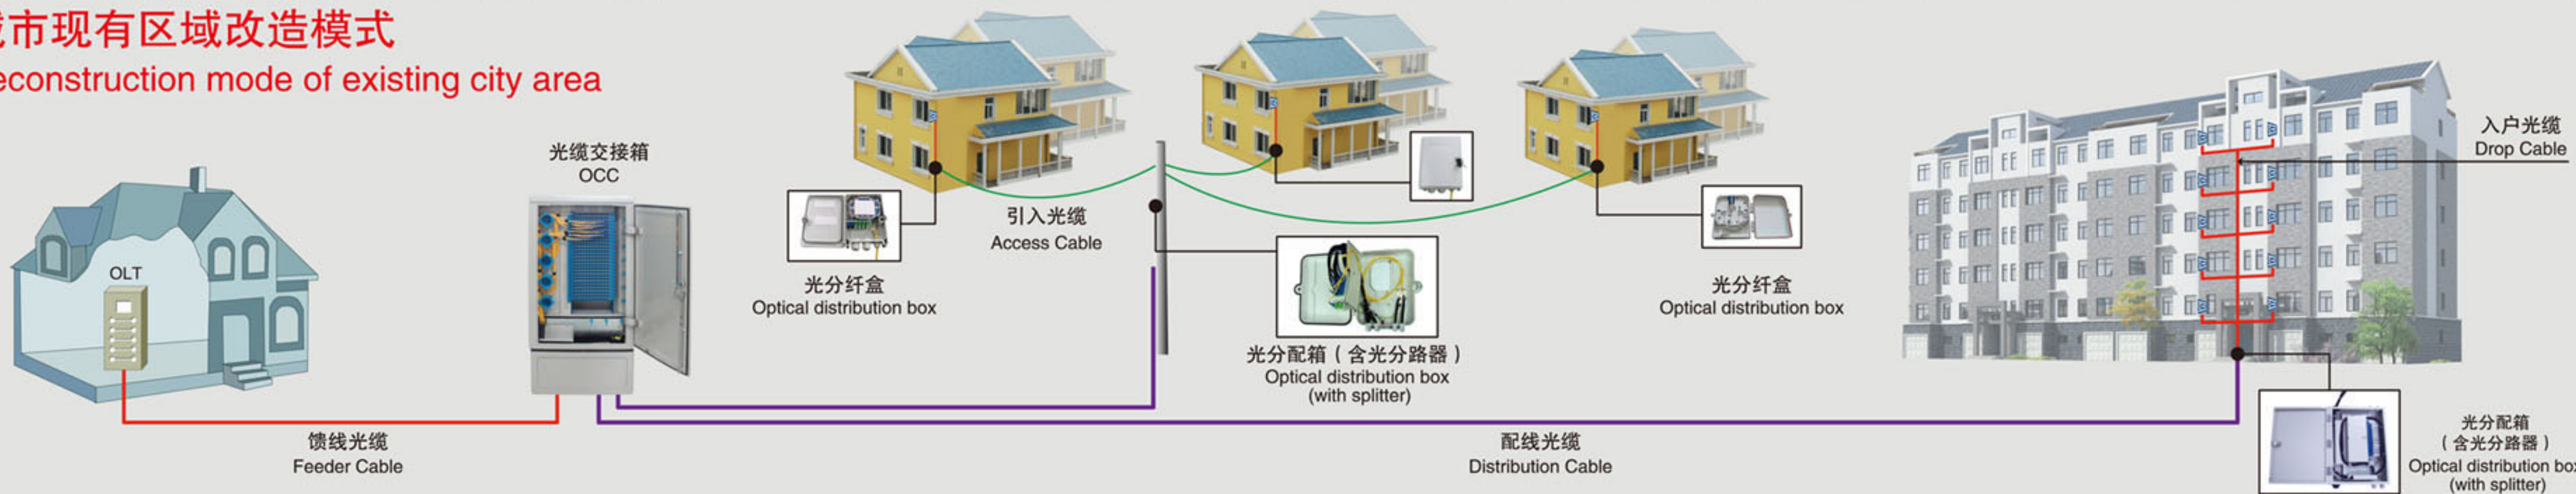 市现有区域改造模式
econstruction mode of existing city area
OLT
馈线光缆
Feeder Cable
光缆交接箱
OCC
光分纤盒
Optical distribution box
引入光缆
Access Cable
光分配箱（含光分路器）
Optical distribution box
(with splitter)
光分纤盒
Optical distribution box
配线光缆
Distribution Cable
入户光缆
Drop Cable
光分配箱
（含光分路器）
Optical distribution box
(with splitter)